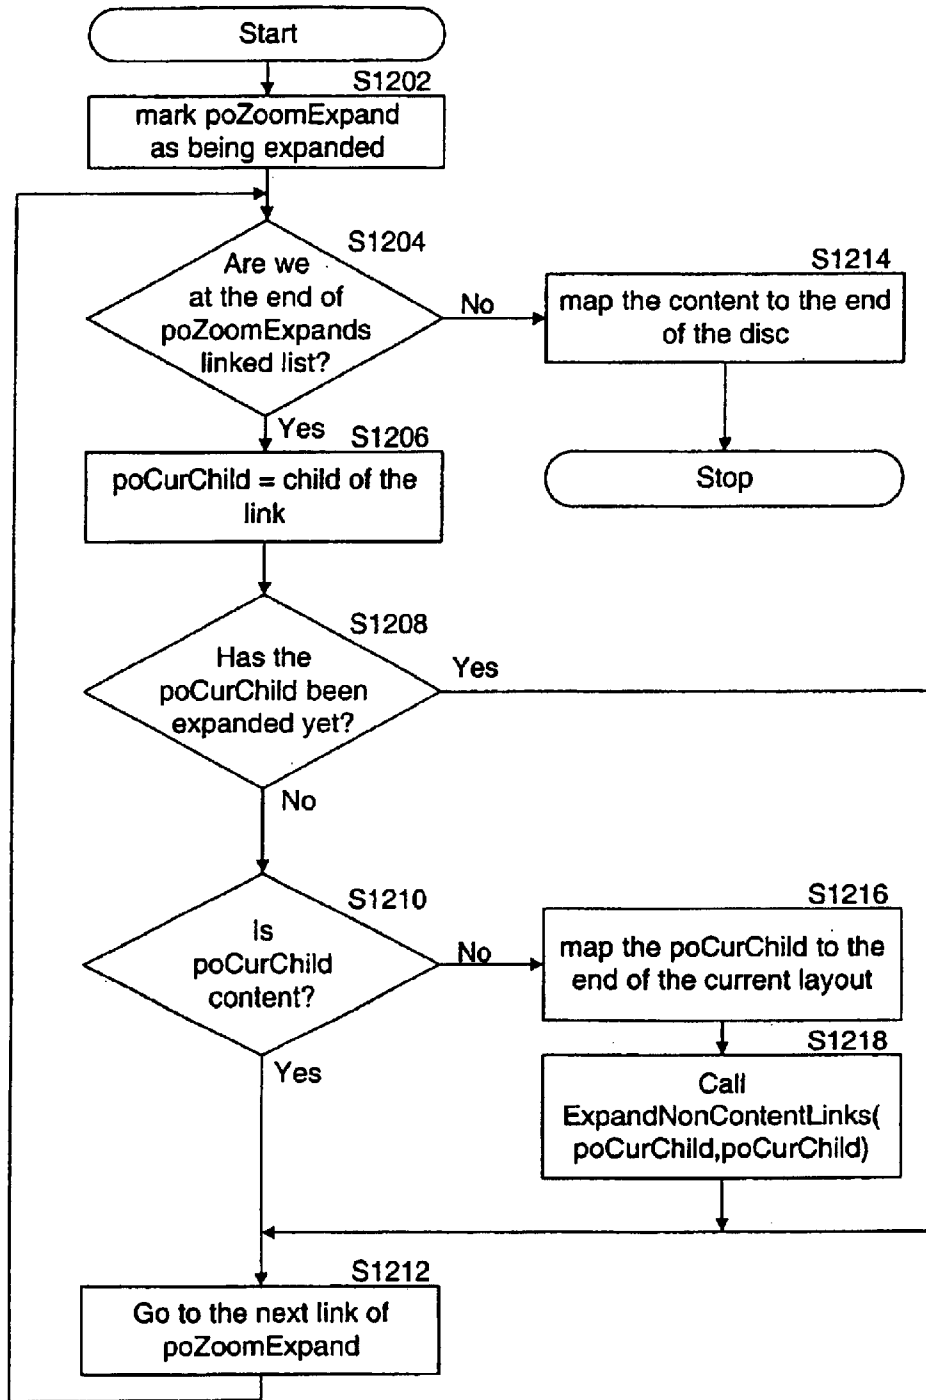 Start
S1202
mark poZoomExpand
as being expanded
S1204
Are we
at the end of
poZoomExpands
linked list?
No
S1214
map the content to the end
of the disc
Yes
S1206
poCurChild = child of the
link
Stop
S1208
Has the
poCurChild been
expanded yet?
Yes
No
S1210
Is
poCurChild
content?
No
S1216
map the poCurChild to the
end of the current layout
Yes
S1218
Call
ExpandNonContentLinks(
poCurChild,poCurChild)
S1212
Go to the next link of
poZoomExpand